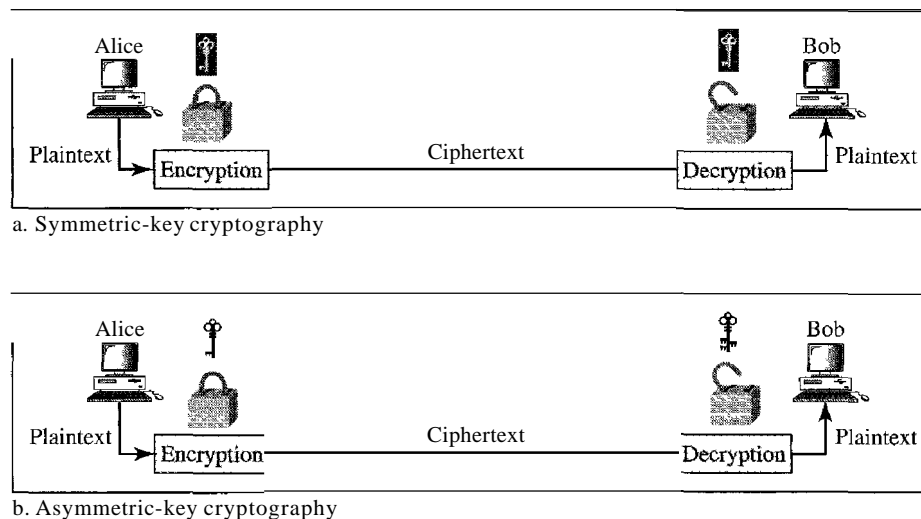 Alice
Bob
Plaintext
Encryption
Ciphertext
Decryption
Plaintext
a. Symmetric-key cryptography
Alice
Bob
Plaintext
Encryption
Ciphertext
Decryption
Plaintext
b. Asymmetric-key cryptography